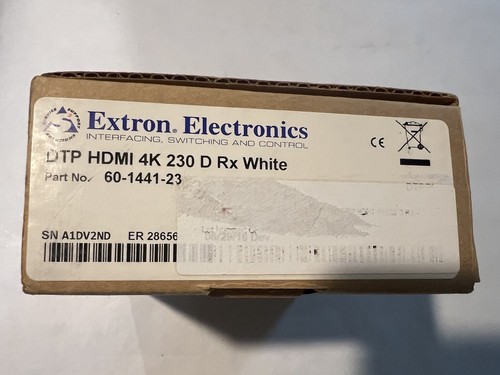 Extron® Electronics
INTERFACING, SWITCHING AND CONTROL
CE
DTP HDMI 4K 230 D Rx White
Part No. 60-1441-23
SN A1DV2ND ER 28656